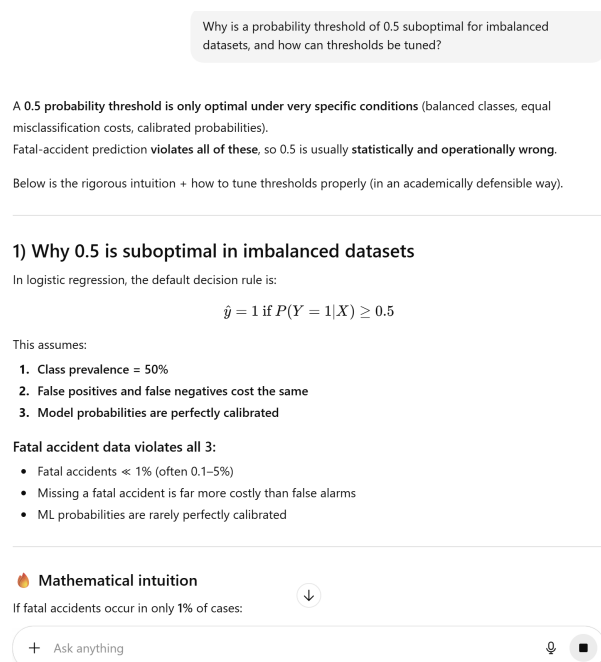 Why is a probability threshold of 0.5 suboptimal for imbalanced
datasets, and how can thresholds be tuned?
A 0.5 probability threshold is only optimal under very specific conditions (balanced classes, equal
misclassification costs, calibrated probabilities).
Fatal-accident prediction violates all of these, so 0.5 is usually statistically and operationally wrong.
Below is the rigorous intuition + how to tune thresholds properly (in an academically defensible way).
1) Why 0.5 is suboptimal in imbalanced datasets
In logistic regression, the default decision rule is:
ŷ = 1 if P(Y = 1|X) ≥ 0.5
This assumes:
1. Class prevalence = 50%
2. False positives and false negatives cost the same
3. Model probabilities are perfectly calibrated
Fatal accident data violates all 3:
• Fatal accidents ≪ 1% (often 0.1–5%)
• Missing a fatal accident is far more costly than false alarms
• ML probabilities are rarely perfectly calibrated
🔥 Mathematical intuition
If fatal accidents occur in only 1% of cases:
Ask anything